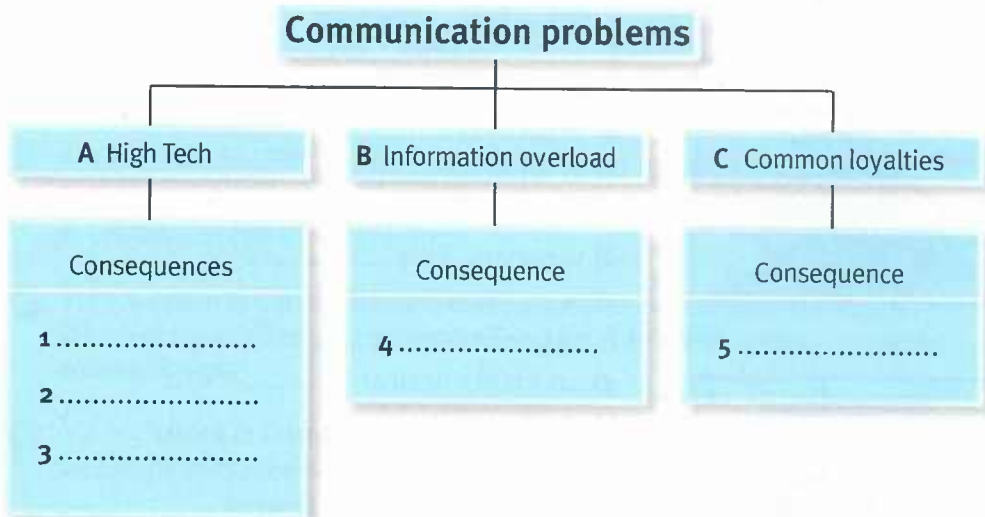 Communication problems
A High Tech
B Information overload
C Common loyalties
Consequences
1 ..........................
2 ..........................
3 ..........................
Consequence
4 ..........................
Consequence
5 ..........................